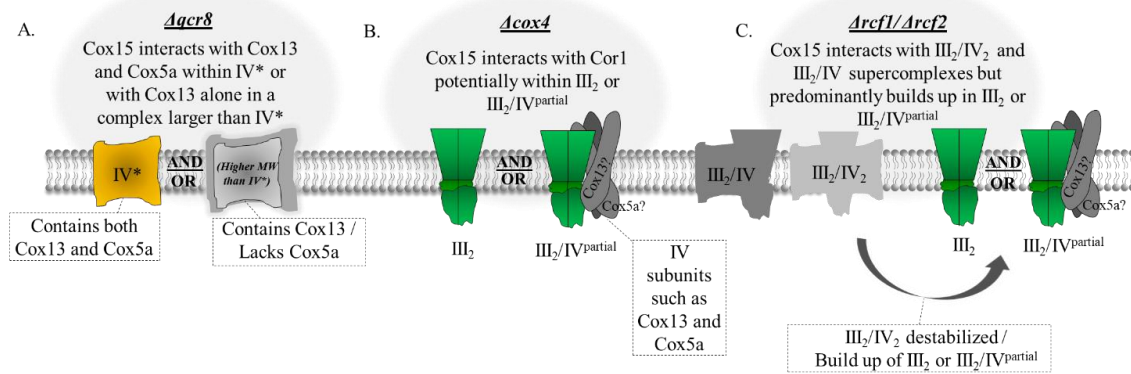 A.
Δqcr8
Cox15 interacts with Cox13
and Cox5a within IV* or
with Cox13 alone in a
complex larger than IV*
IV*
AND
OR
(Higher MW
than IV*)
Contains both
Cox13 and Cox5a
Contains Cox13 /
Lacks Cox5a
B.
Δcox4
Cox15 interacts with Cor1
potentially within III₂ or
III₂/IVᵖᵃʳᵗⁱᵃˡ
AND
OR
Cox13?
Cox5a?
III₂
III₂/IVᵖᵃʳᵗⁱᵃˡ
IV
subunits
such as
Cox13 and
Cox5a
C.
Δrcf1/Δrcf2
Cox15 interacts with III₂/IV₂ and
III₂/IV supercomplexes but
predominantly builds up in III₂ or
III₂/IVᵖᵃʳᵗⁱᵃˡ
III₂/IV
III₂/IV₂
AND
OR
Cox13?
Cox5a?
III₂
III₂/IVᵖᵃʳᵗⁱᵃˡ
III₂/IV₂ destabilized /
Build up of III₂ or III₂/IVᵖᵃʳᵗⁱᵃˡ